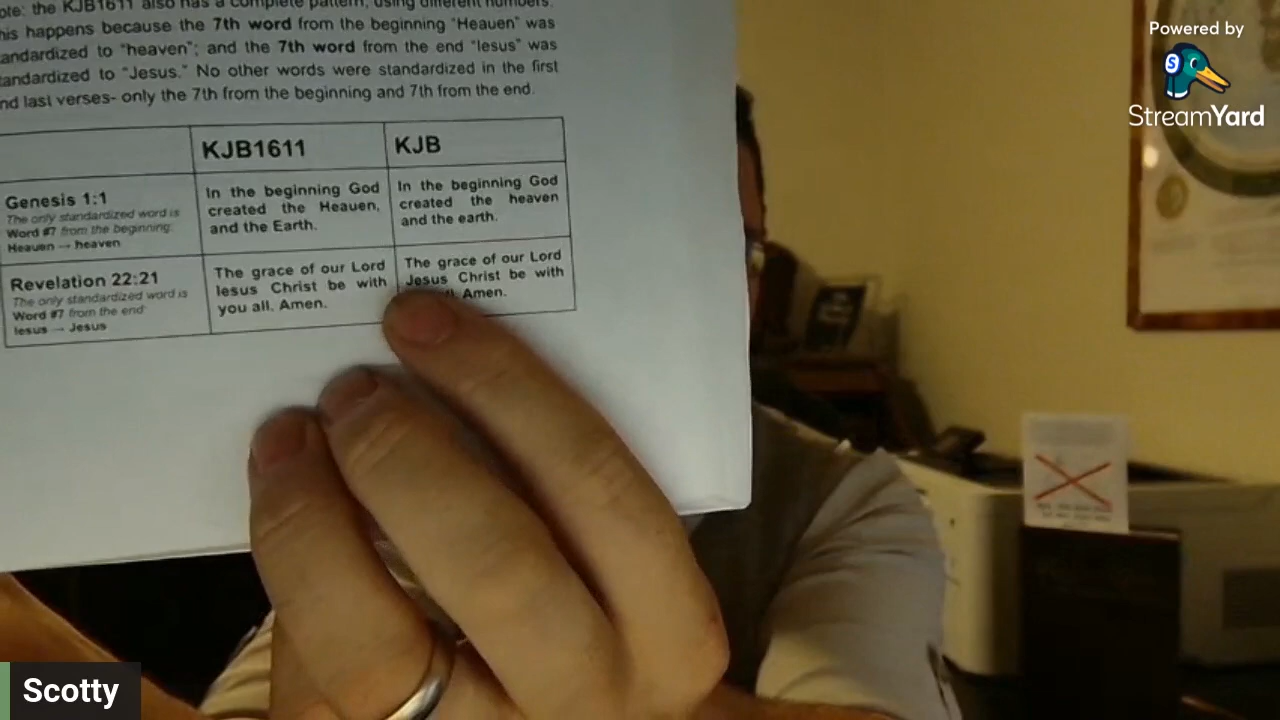 ote: the KJB1611 also has a complete pattern, using different numbers.
his happens because the 7th word from the beginning "Heauen" was
andardized to "heaven"; and the 7th word from the end "Iesus" was
andardized to "Jesus." No other words were standardized in the first
nd last verses- only the 7th from the beginning and 7th from the end.
KJB1611
KJB
Genesis 1:1
The only standardized word is
Word #7 from the beginning:
Heauen → heaven
In the beginning God
created the Heauen,
and the Earth.
In the beginning God
created the heaven
and the earth.
Revelation 22:21
The only standardized word is
Word #7 from the end:
Iesus → Jesus
The grace of our Lord
Iesus Christ be with
you all. Amen.
The grace of our Lord
Jesus Christ be with
Amen.
Powered by
StreamYard
Scotty